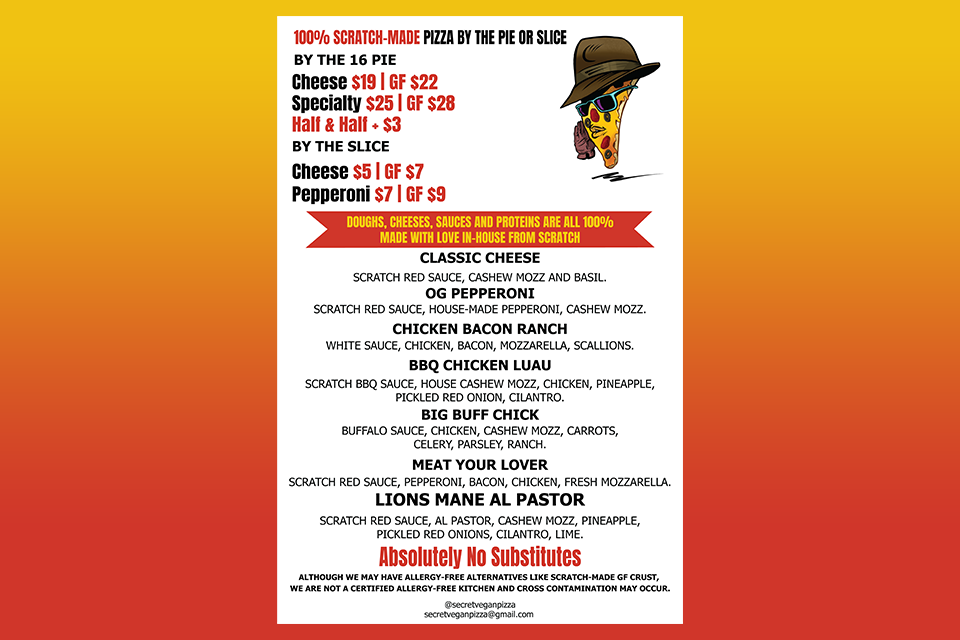 100% SCRATCH-MADE PIZZA BY THE PIE OR SLICE
BY THE 16 PIE
Cheese $19 | GF $22
Specialty $25 | GF $28
Half & Half + $3
BY THE SLICE
Cheese $5 | GF $7
Pepperoni $7 | GF $9
DOUGHS, CHEESES, SAUCES AND PROTEINS ARE ALL 100%
MADE WITH LOVE IN-HOUSE FROM SCRATCH
CLASSIC CHEESE
SCRATCH RED SAUCE, CASHEW MOZZ AND BASIL.
OG PEPPERONI
SCRATCH RED SAUCE, HOUSE-MADE PEPPERONI, CASHEW MOZZ.
CHICKEN BACON RANCH
WHITE SAUCE, CHICKEN, BACON, MOZZARELLA, SCALLIONS.
BBQ CHICKEN LUAU
SCRATCH BBQ SAUCE, HOUSE CASHEW MOZZ, CHICKEN, PINEAPPLE,
PICKLED RED ONION, CILANTRO.
BIG BUFF CHICK
BUFFALO SAUCE, CHICKEN, CASHEW MOZZ, CARROTS,
CELERY, PARSLEY, RANCH.
MEAT YOUR LOVER
SCRATCH RED SAUCE, PEPPERONI, BACON, CHICKEN, FRESH MOZZARELLA.
LIONS MANE AL PASTOR
SCRATCH RED SAUCE, AL PASTOR, CASHEW MOZZ, PINEAPPLE,
PICKLED RED ONIONS, CILANTRO, LIME.
Absolutely No Substitutes
ALTHOUGH WE MAY HAVE ALLERGY-FREE ALTERNATIVES LIKE SCRATCH-MADE GF CRUST,
WE ARE NOT A CERTIFIED ALLERGY-FREE KITCHEN AND CROSS CONTAMINATION MAY OCCUR.
@secretveganpizza
secretveganpizza@gmail.com